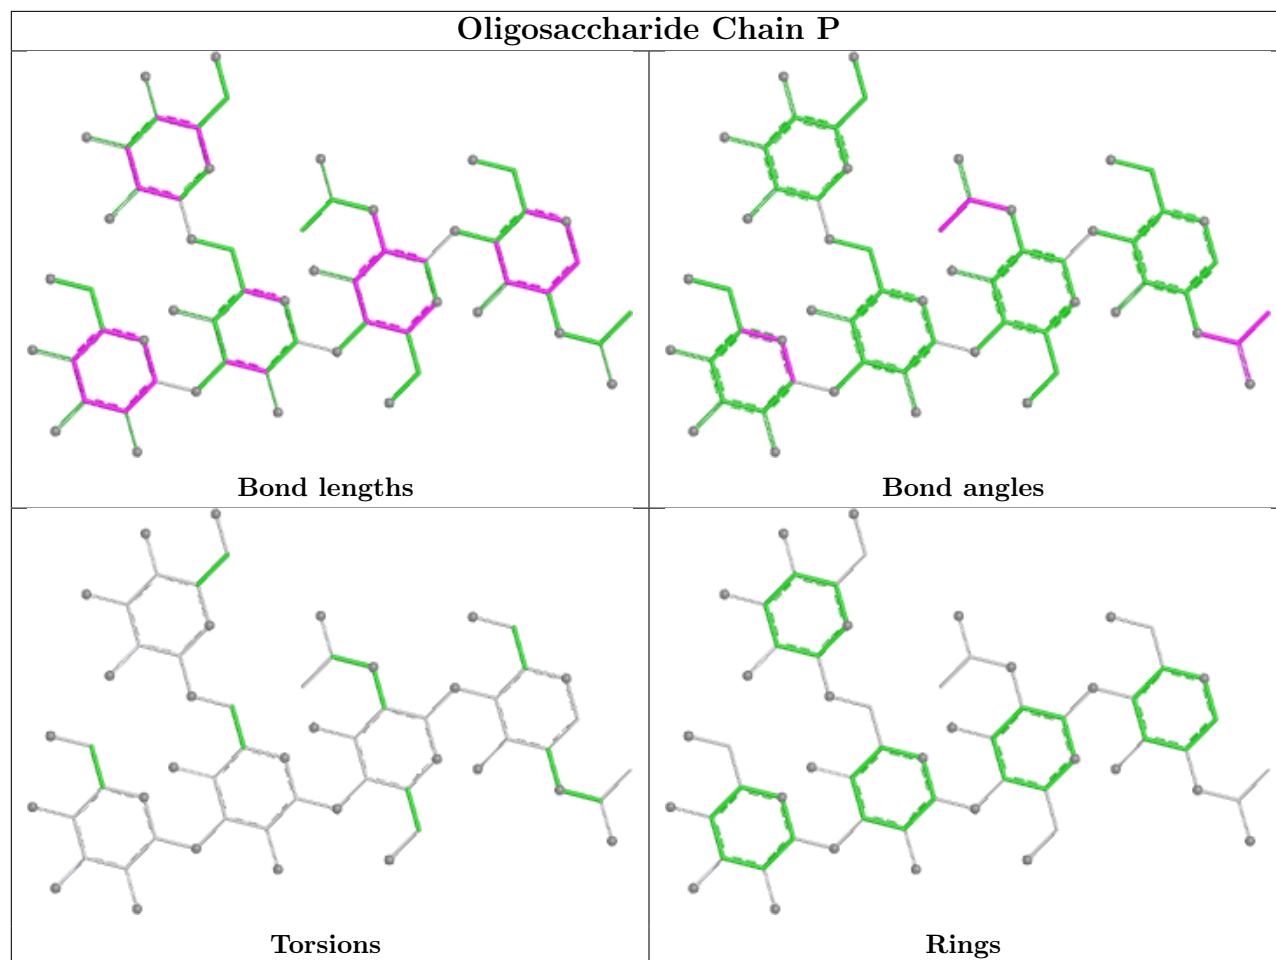 Oligosaccharide Chain P
Bond lengths
Bond angles
Torsions
Rings